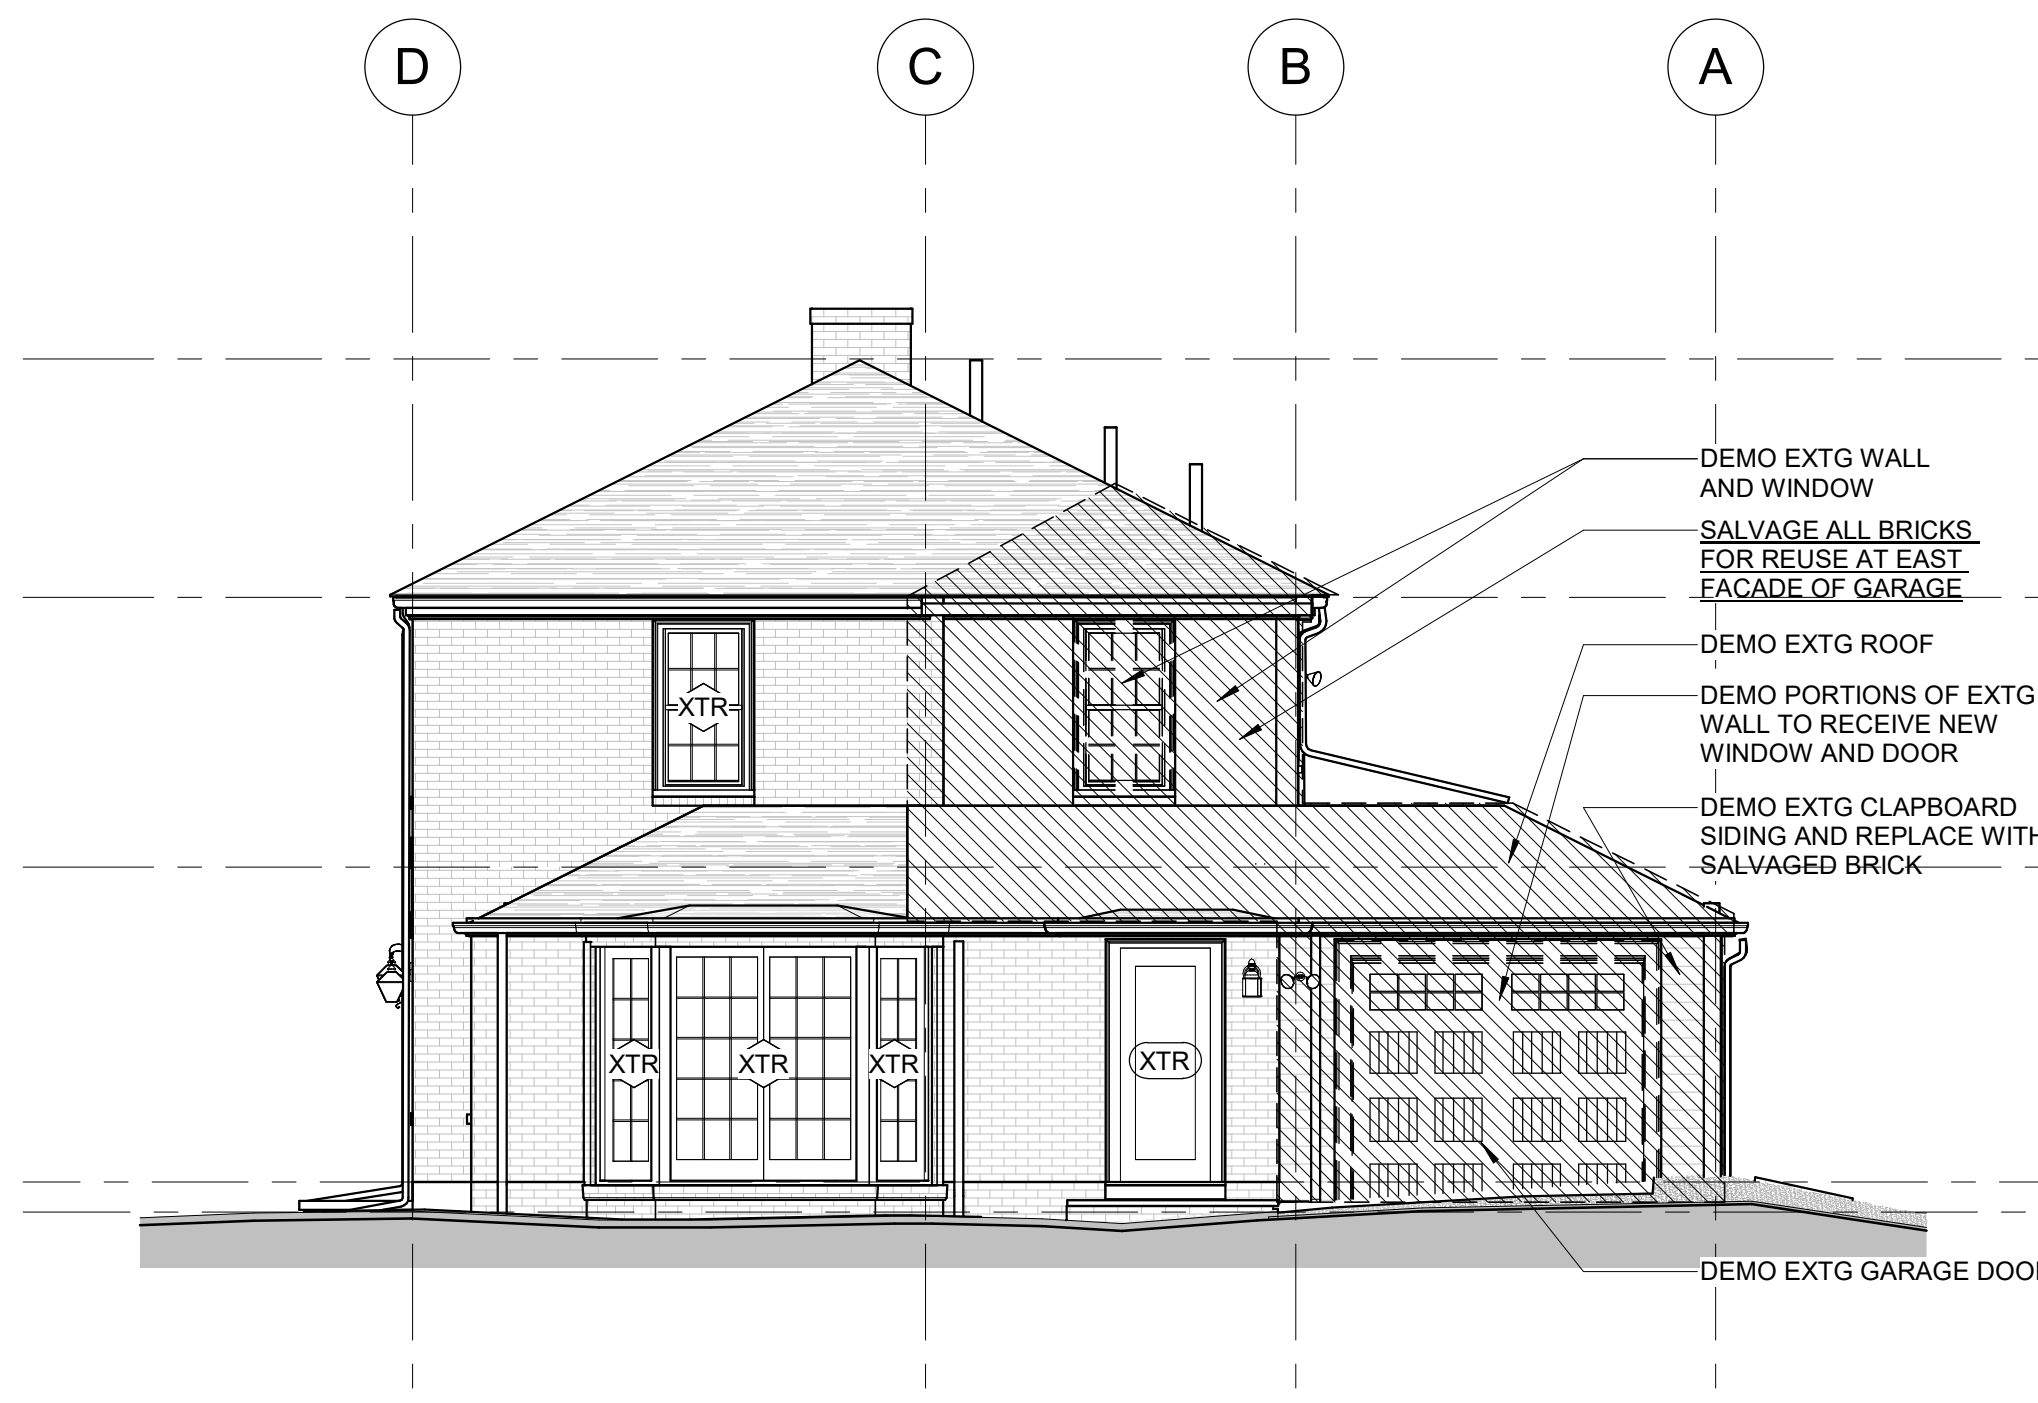 D
C
B
A
DEMO EXTG WALL
AND WINDOW
SALVAGE ALL BRICKS
FOR REUSE AT EAST
FACADE OF GARAGE
DEMO EXTG ROOF
DEMO PORTIONS OF EXTG
WALL TO RECEIVE NEW
WINDOW AND DOOR
DEMO EXTG CLAPBOARD
SIDING AND REPLACE WITH
SALVAGED BRICK
XTR
XTR
XTR
XTR
XTR
DEMO EXTG GARAGE DOO